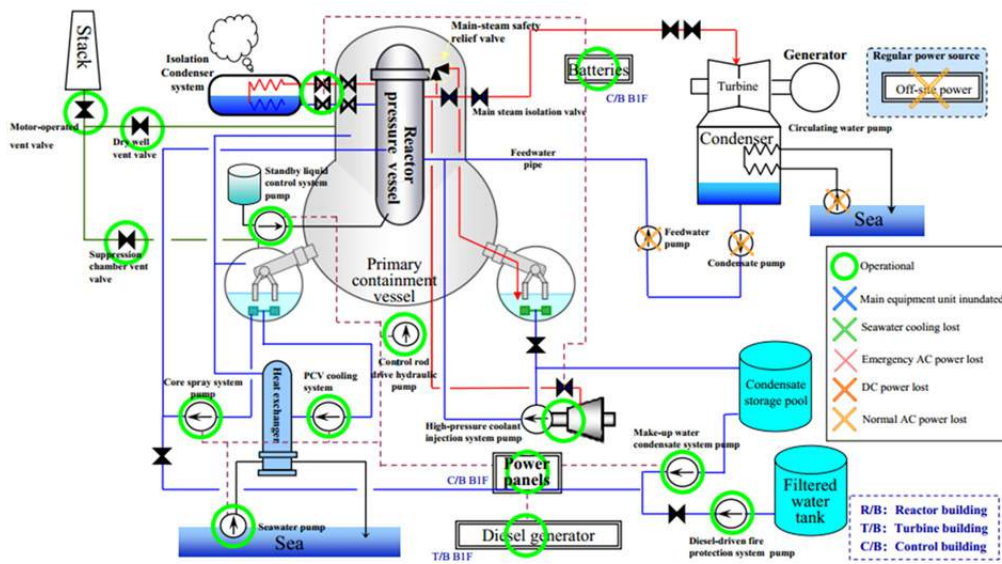 Stack
Motor-operated
vent valve
Dry well
vent valve
Suppression
chamber vent
valve
Isolation
Condenser
system
Main-steam safety
relief valve
Reactor
pressure vessel
Batteries
C/B B1F
Main steam isolation valve
Feedwater
pipe
Turbine
Generator
Regular power source
Off-site power
Circulating water pump
Condenser
Sea
Feedwater
pump
Condensate pump
Standby liquid
control system
pump
Primary
containment
vessel
Control rod
drive hydraulic
pump
Core spray system
pump
Heat exchanger
PCV cooling
system
High-pressure coolant
injection system pump
Condensate
storage pool
Make-up water
condensate system pump
Filtered
water
tank
Power
panels
C/B B1F
Diesel generator
T/B B1F
Seawater pump
Sea
Diesel-driven fire
protection system pump
Operational
Main equipment unit inundated
Seawater cooling lost
Emergency AC power lost
DC power lost
Normal AC power lost
R/B: Reactor building
T/B: Turbine building
C/B: Control building